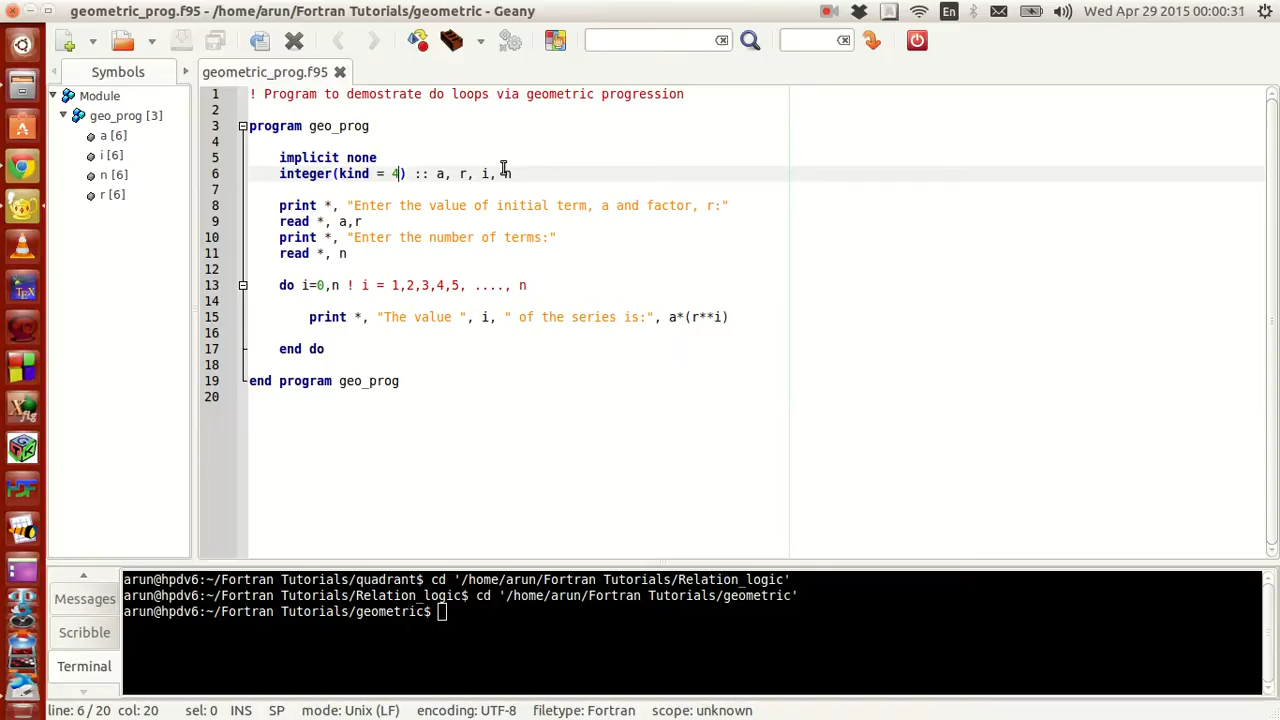 geometric_prog.f95 - /home/arun/Fortran Tutorials/geometric - Geany
En
Wed Apr 29 2015 00:00:31
Symbols
geometric_prog.f95
Module
geo_prog [3]
a [6]
i [6]
n [6]
r [6]
1 ! Program to demostrate do loops via geometric progression
2
3 program geo_prog
4
5 implicit none
6 integer(kind = 4) :: a, r, i, n
7
8 print *, "Enter the value of initial term, a and factor, r:"
9 read *, a,r
10 print *, "Enter the number of terms:"
11 read *, n
12
13 do i=0,n ! i = 1,2,3,4,5, ...., n
14
15 print *, "The value ", i, " of the series is:", a*(r**i)
16
17 end do
18
19 end program geo_prog
20
Messages
Scribble
Terminal
arun@hpdv6:~/Fortran Tutorials/quadrant$ cd '/home/arun/Fortran Tutorials/Relation_logic'
arun@hpdv6:~/Fortran Tutorials/Relation_logic$ cd '/home/arun/Fortran Tutorials/geometric'
arun@hpdv6:~/Fortran Tutorials/geometric$
line: 6 / 20 col: 20 sel: 0 INS SP mode: Unix (LF) encoding: UTF-8 filetype: Fortran scope: unknown